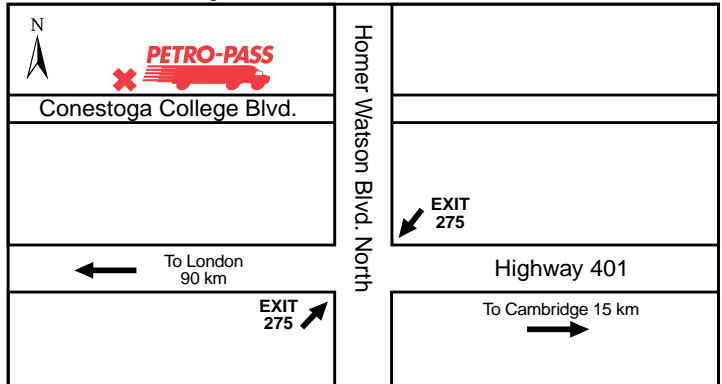 N
PETRO-PASS
Conestoga College Blvd.
Homer Watson Blvd. North
EXIT
275
To London
90 km
Highway 401
EXIT
275
To Cambridge 15 km